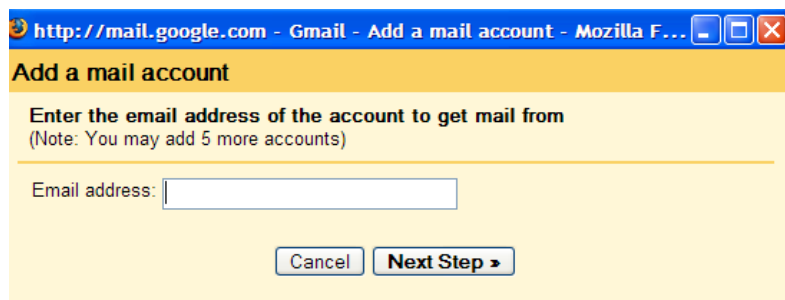 http://mail.google.com - Gmail - Add a mail account - Mozilla F...
Add a mail account
Enter the email address of the account to get mail from
(Note: You may add 5 more accounts)
Email address:
Cancel Next Step »